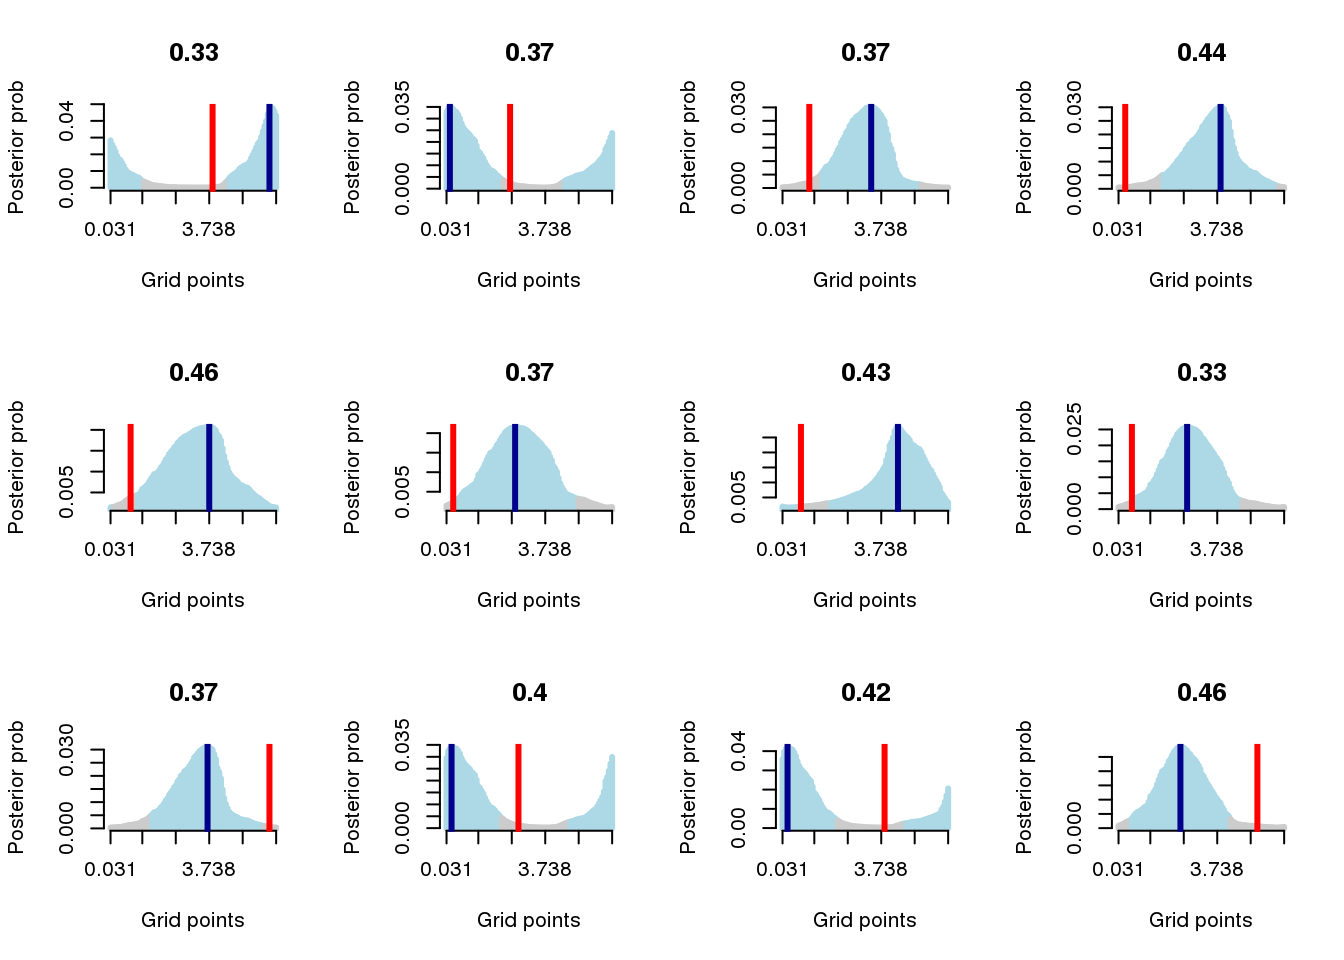 0.33
Posterior prob
0.04
0.00
0.031 3.738
Grid points
0.37
Posterior prob
0.035
0.000
0.031 3.738
Grid points
0.37
Posterior prob
0.030
0.000
0.031 3.738
Grid points
0.44
Posterior prob
0.030
0.000
0.031 3.738
Grid points
0.46
Posterior prob
0.005
0.031 3.738
Grid points
0.37
Posterior prob
0.005
0.031 3.738
Grid points
0.43
Posterior prob
0.005
0.031 3.738
Grid points
0.33
Posterior prob
0.025
0.000
0.031 3.738
Grid points
0.37
Posterior prob
0.030
0.000
0.031 3.738
Grid points
0.4
Posterior prob
0.035
0.000
0.031 3.738
Grid points
0.42
Posterior prob
0.04
0.00
0.031 3.738
Grid points
0.46
Posterior prob
0.000
0.031 3.738
Grid points